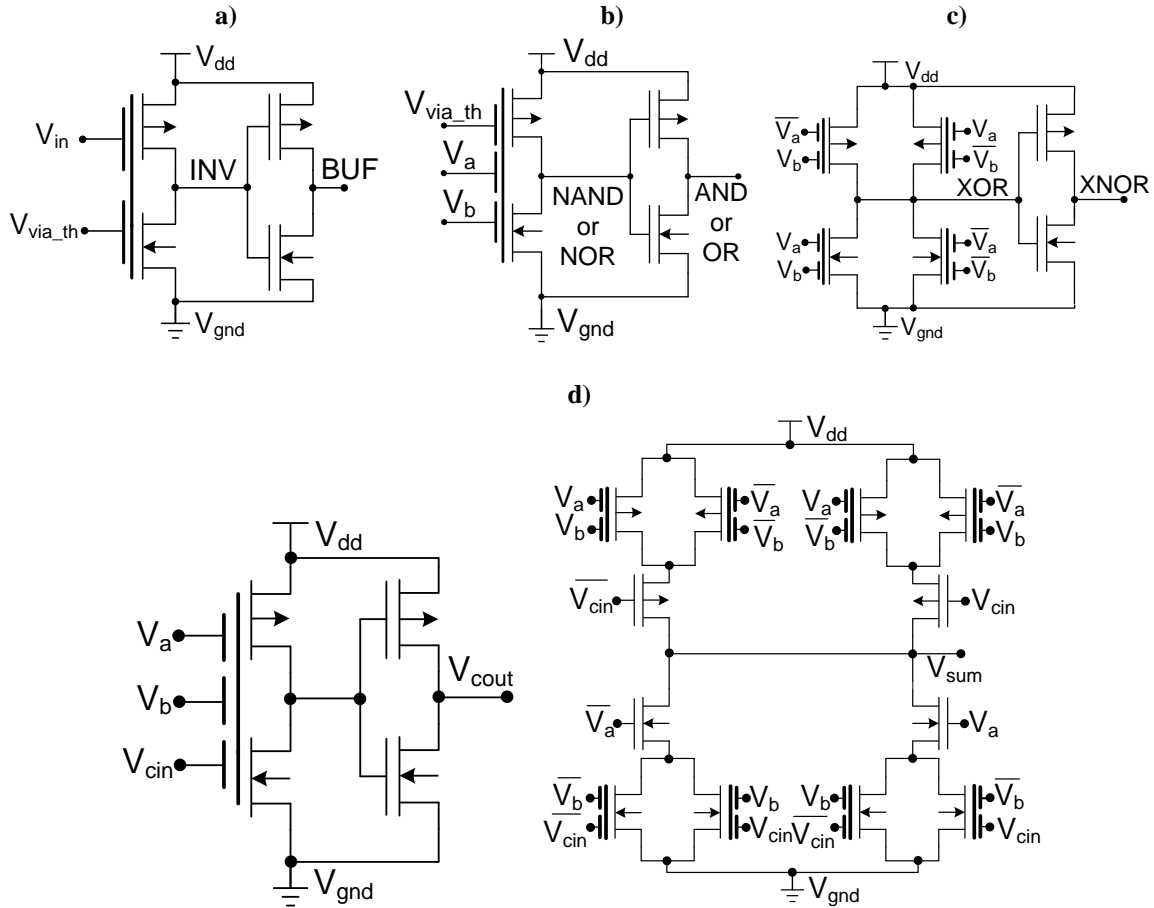 a)
V_dd
V_in
INV
BUF
V_via_th
V_gnd
b)
V_dd
V_via_th
V_a
V_b
NAND
or
NOR
AND
or
OR
V_gnd
c)
V_dd
V̅_a
V_b
V_a
V̅_b
XOR
XNOR
V_a
V_b
V̅_a
V̅_b
V_gnd
d)
V_dd
V_a
V_b
V_cin
V_cout
V_gnd
V_dd
V_a
V_b
V̅_a
V̅_b
V_a
V̅_b
V̅_a
V_b
V̅_cin
V_cin
V_sum
V̅_a
V_a
V̅_b
V̅_cin
V_b
V_cin
V_b
V̅_cin
V̅_b
V_cin
V_gnd